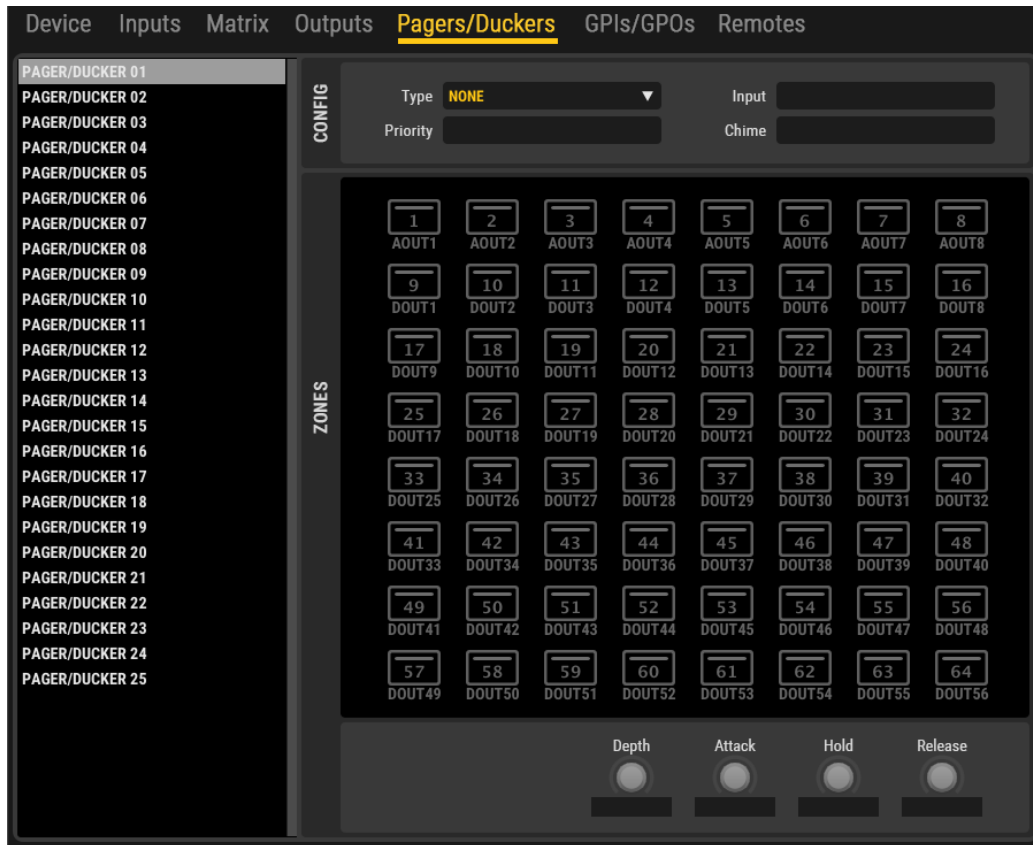 Device Inputs Matrix Outputs Pagers/Duckers GPIs/GPOs Remotes
PAGER/DUCKER 01
PAGER/DUCKER 02
PAGER/DUCKER 03
PAGER/DUCKER 04
PAGER/DUCKER 05
PAGER/DUCKER 06
PAGER/DUCKER 07
PAGER/DUCKER 08
PAGER/DUCKER 09
PAGER/DUCKER 10
PAGER/DUCKER 11
PAGER/DUCKER 12
PAGER/DUCKER 13
PAGER/DUCKER 14
PAGER/DUCKER 15
PAGER/DUCKER 16
PAGER/DUCKER 17
PAGER/DUCKER 18
PAGER/DUCKER 19
PAGER/DUCKER 20
PAGER/DUCKER 21
PAGER/DUCKER 22
PAGER/DUCKER 23
PAGER/DUCKER 24
PAGER/DUCKER 25
CONFIG
Type NONE Input
Priority Chime
ZONES
1 2 3 4 5 6 7 8
AOUT1 AOUT2 AOUT3 AOUT4 AOUT5 AOUT6 AOUT7 AOUT8
9 10 11 12 13 14 15 16
DOUT1 DOUT2 DOUT3 DOUT4 DOUT5 DOUT6 DOUT7 DOUT8
17 18 19 20 21 22 23 24
DOUT9 DOUT10 DOUT11 DOUT12 DOUT13 DOUT14 DOUT15 DOUT16
25 26 27 28 29 30 31 32
DOUT17 DOUT18 DOUT19 DOUT20 DOUT21 DOUT22 DOUT23 DOUT24
33 34 35 36 37 38 39 40
DOUT25 DOUT26 DOUT27 DOUT28 DOUT29 DOUT30 DOUT31 DOUT32
41 42 43 44 45 46 47 48
DOUT33 DOUT34 DOUT35 DOUT36 DOUT37 DOUT38 DOUT39 DOUT40
49 50 51 52 53 54 55 56
DOUT41 DOUT42 DOUT43 DOUT44 DOUT45 DOUT46 DOUT47 DOUT48
57 58 59 60 61 62 63 64
DOUT49 DOUT50 DOUT51 DOUT52 DOUT53 DOUT54 DOUT55 DOUT56
Depth Attack Hold Release